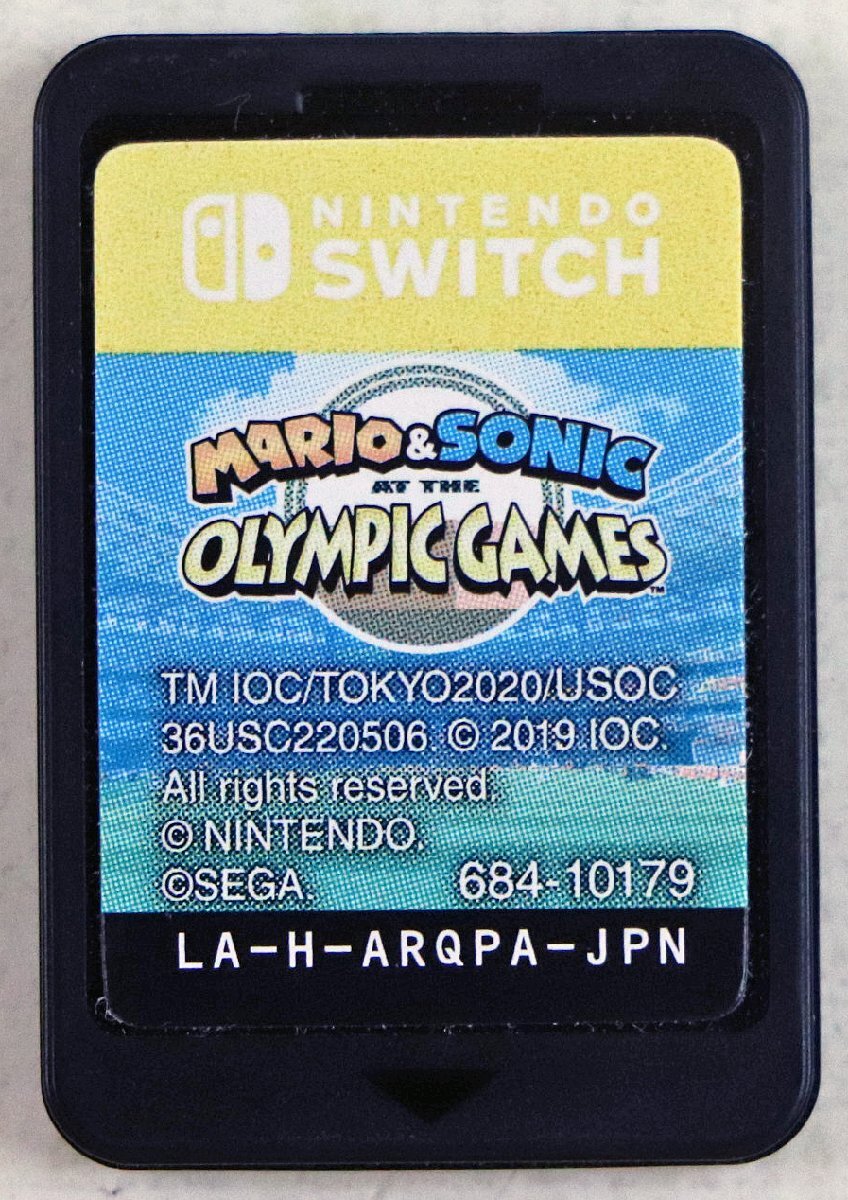 NINTENDO
SWITCH
MARIO & SONIC
AT THE
OLYMPIC GAMES™
TM IOC/TOKYO2020/USOC
36USC220506. © 2019 IOC.
All rights reserved.
© NINTENDO.
©SEGA. 684-10179
LA-H-ARQPA-JPN